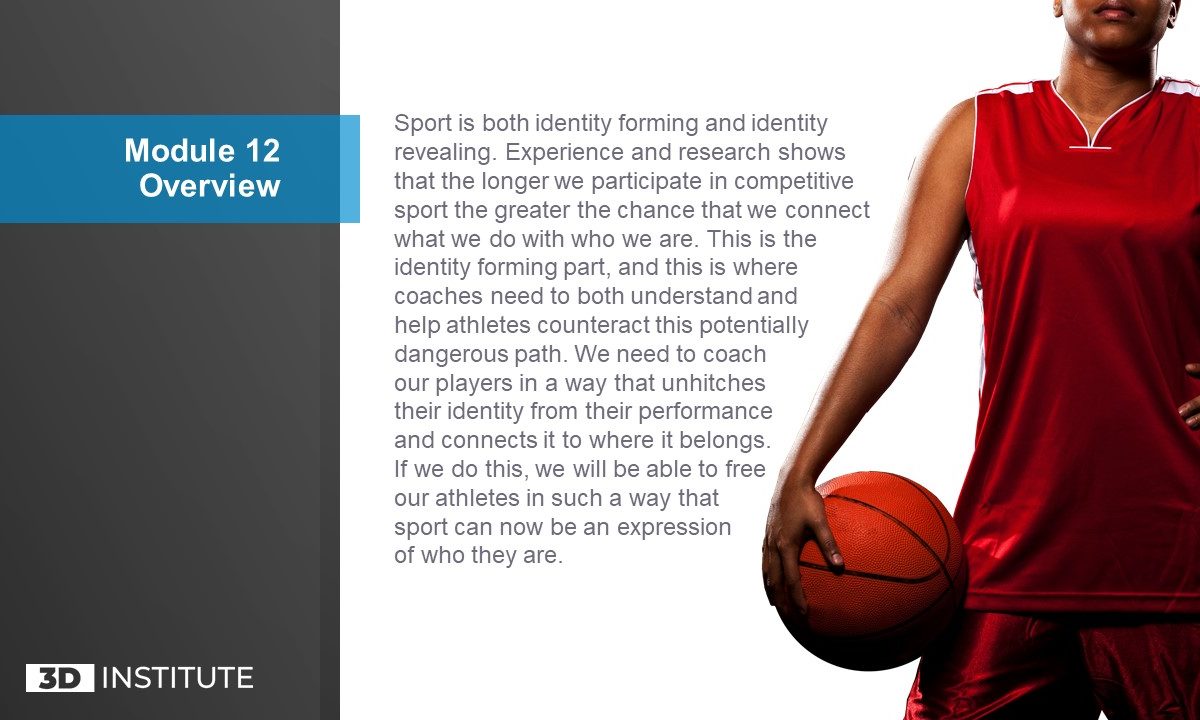 Module 12
Overview
Sport is both identity forming and identity
revealing. Experience and research shows
that the longer we participate in competitive
sport the greater the chance that we connect
what we do with who we are. This is the
identity forming part, and this is where
coaches need to both understand and
help athletes counteract this potentially
dangerous path. We need to coach
our players in a way that unhitches
their identity from their performance
and connects it to where it belongs.
If we do this, we will be able to free
our athletes in such a way that
sport can now be an expression
of who they are.
3D INSTITUTE